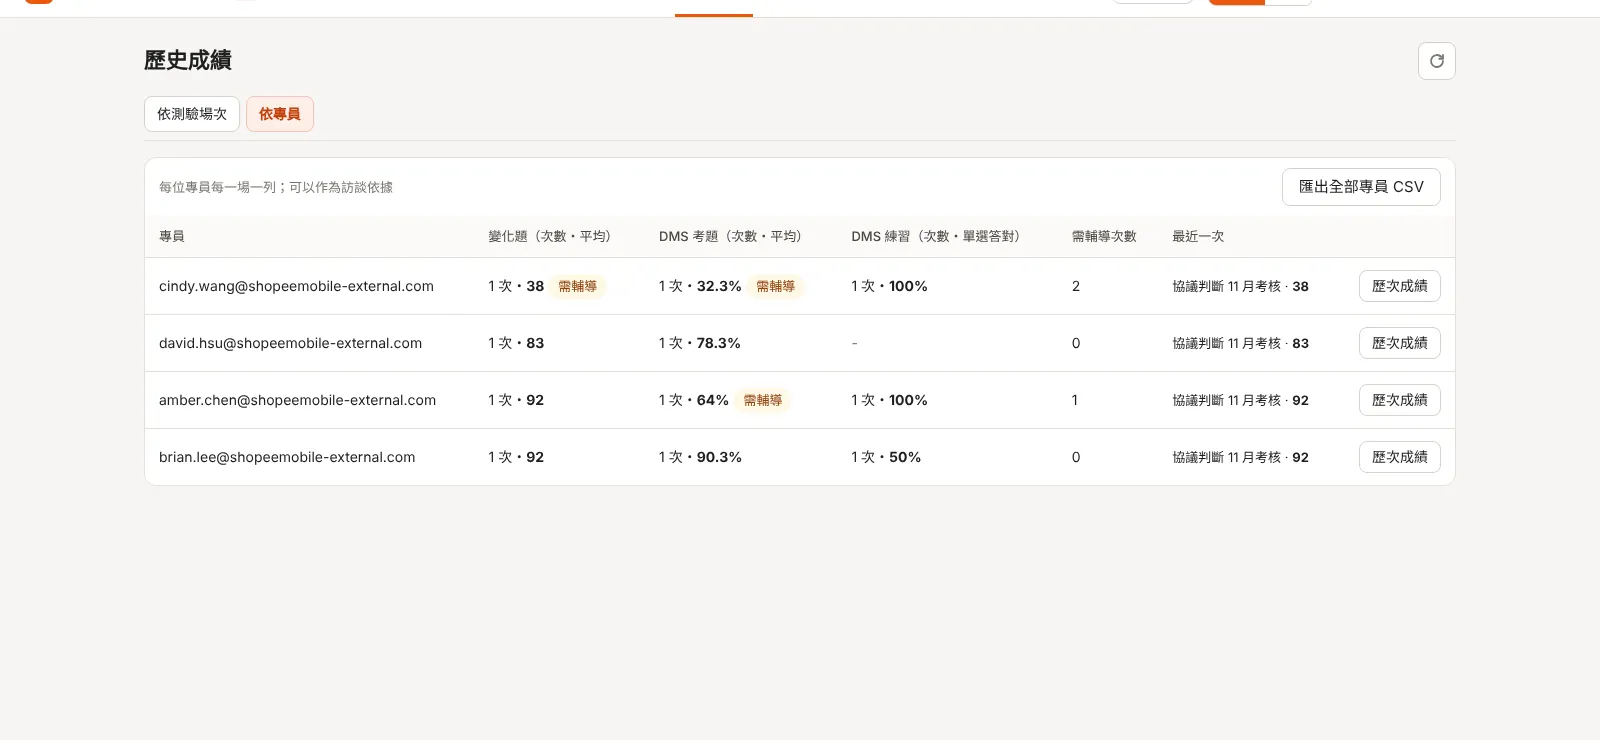 歷史成績
依測驗場次 依專員
每位專員每一場一列；可以作為訪談依據 匯出全部專員 CSV
專員 變化題（次數・平均） DMS 考題（次數・平均） DMS 練習（次數・單選答對） 需輔導次數 最近一次
cindy.wang@shopeemobile-external.com 1 次・38 需輔導 1 次・32.3% 需輔導 1 次・100% 2 協議判斷 11 月考核 · 38 歷次成績
david.hsu@shopeemobile-external.com 1 次・83 1 次・78.3% - 0 協議判斷 11 月考核 · 83 歷次成績
amber.chen@shopeemobile-external.com 1 次・92 1 次・64% 需輔導 1 次・100% 1 協議判斷 11 月考核 · 92 歷次成績
brian.lee@shopeemobile-external.com 1 次・92 1 次・90.3% 1 次・50% 0 協議判斷 11 月考核 · 92 歷次成績